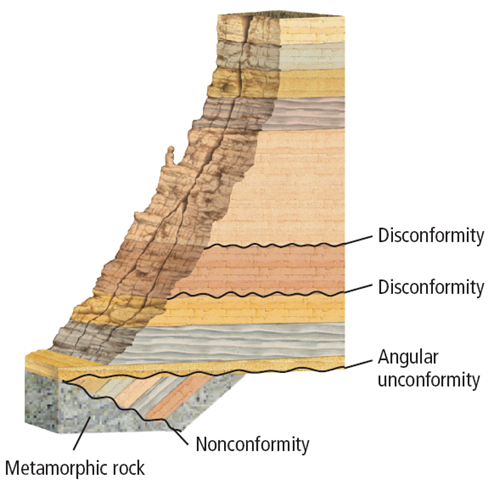 Disconformity
Disconformity
Angular
unconformity
Nonconformity
Metamorphic rock